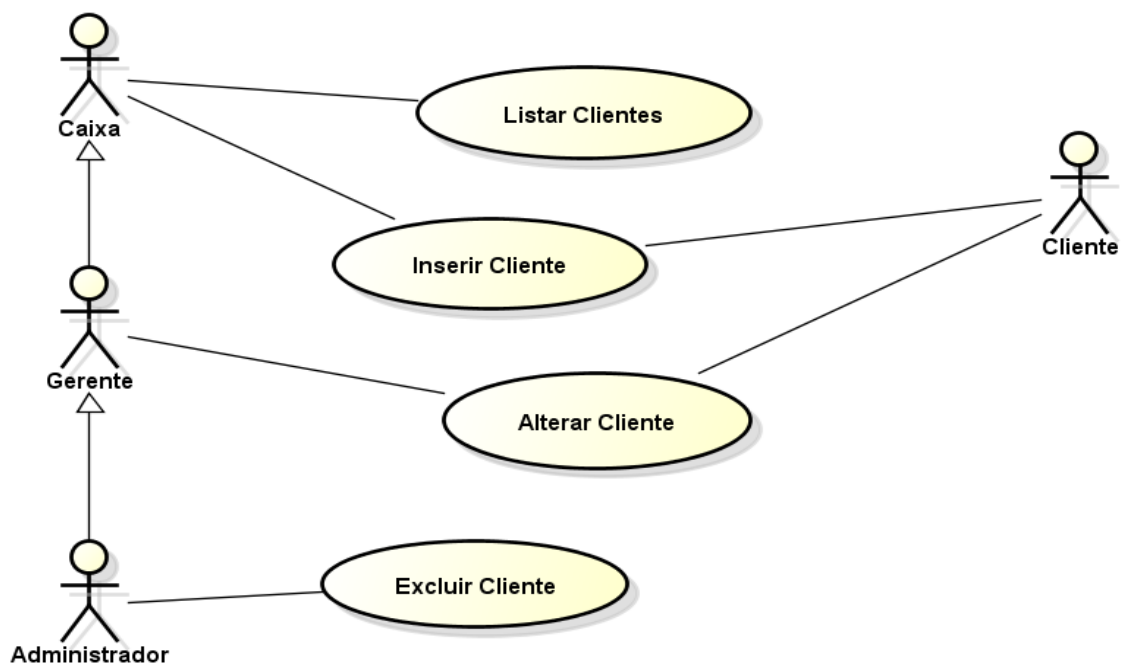 Caixa
Listar Clientes
Cliente
Inserir Cliente
Gerente
Alterar Cliente
Excluir Cliente
Administrador